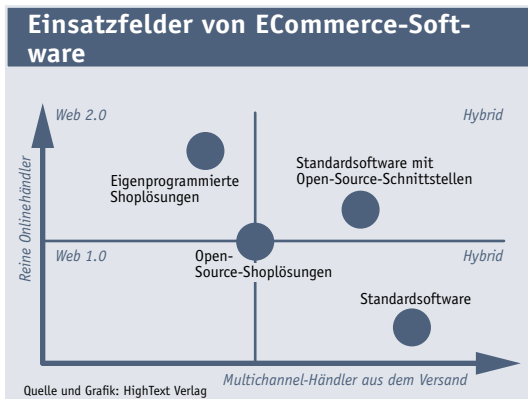 Einsatzfelder von ECommerce-Soft-
ware
Web 2.0
Hybrid
Eigenprogrammierte
Shoplösungen
Standardsoftware mit
Open-Source-Schnittstellen
Reine Onlinehändler
Web 1.0
Open-
Source-Shoplösungen
Hybrid
Standardsoftware
Multichannel-Händler aus dem Versand
Quelle und Grafik: HighText Verlag